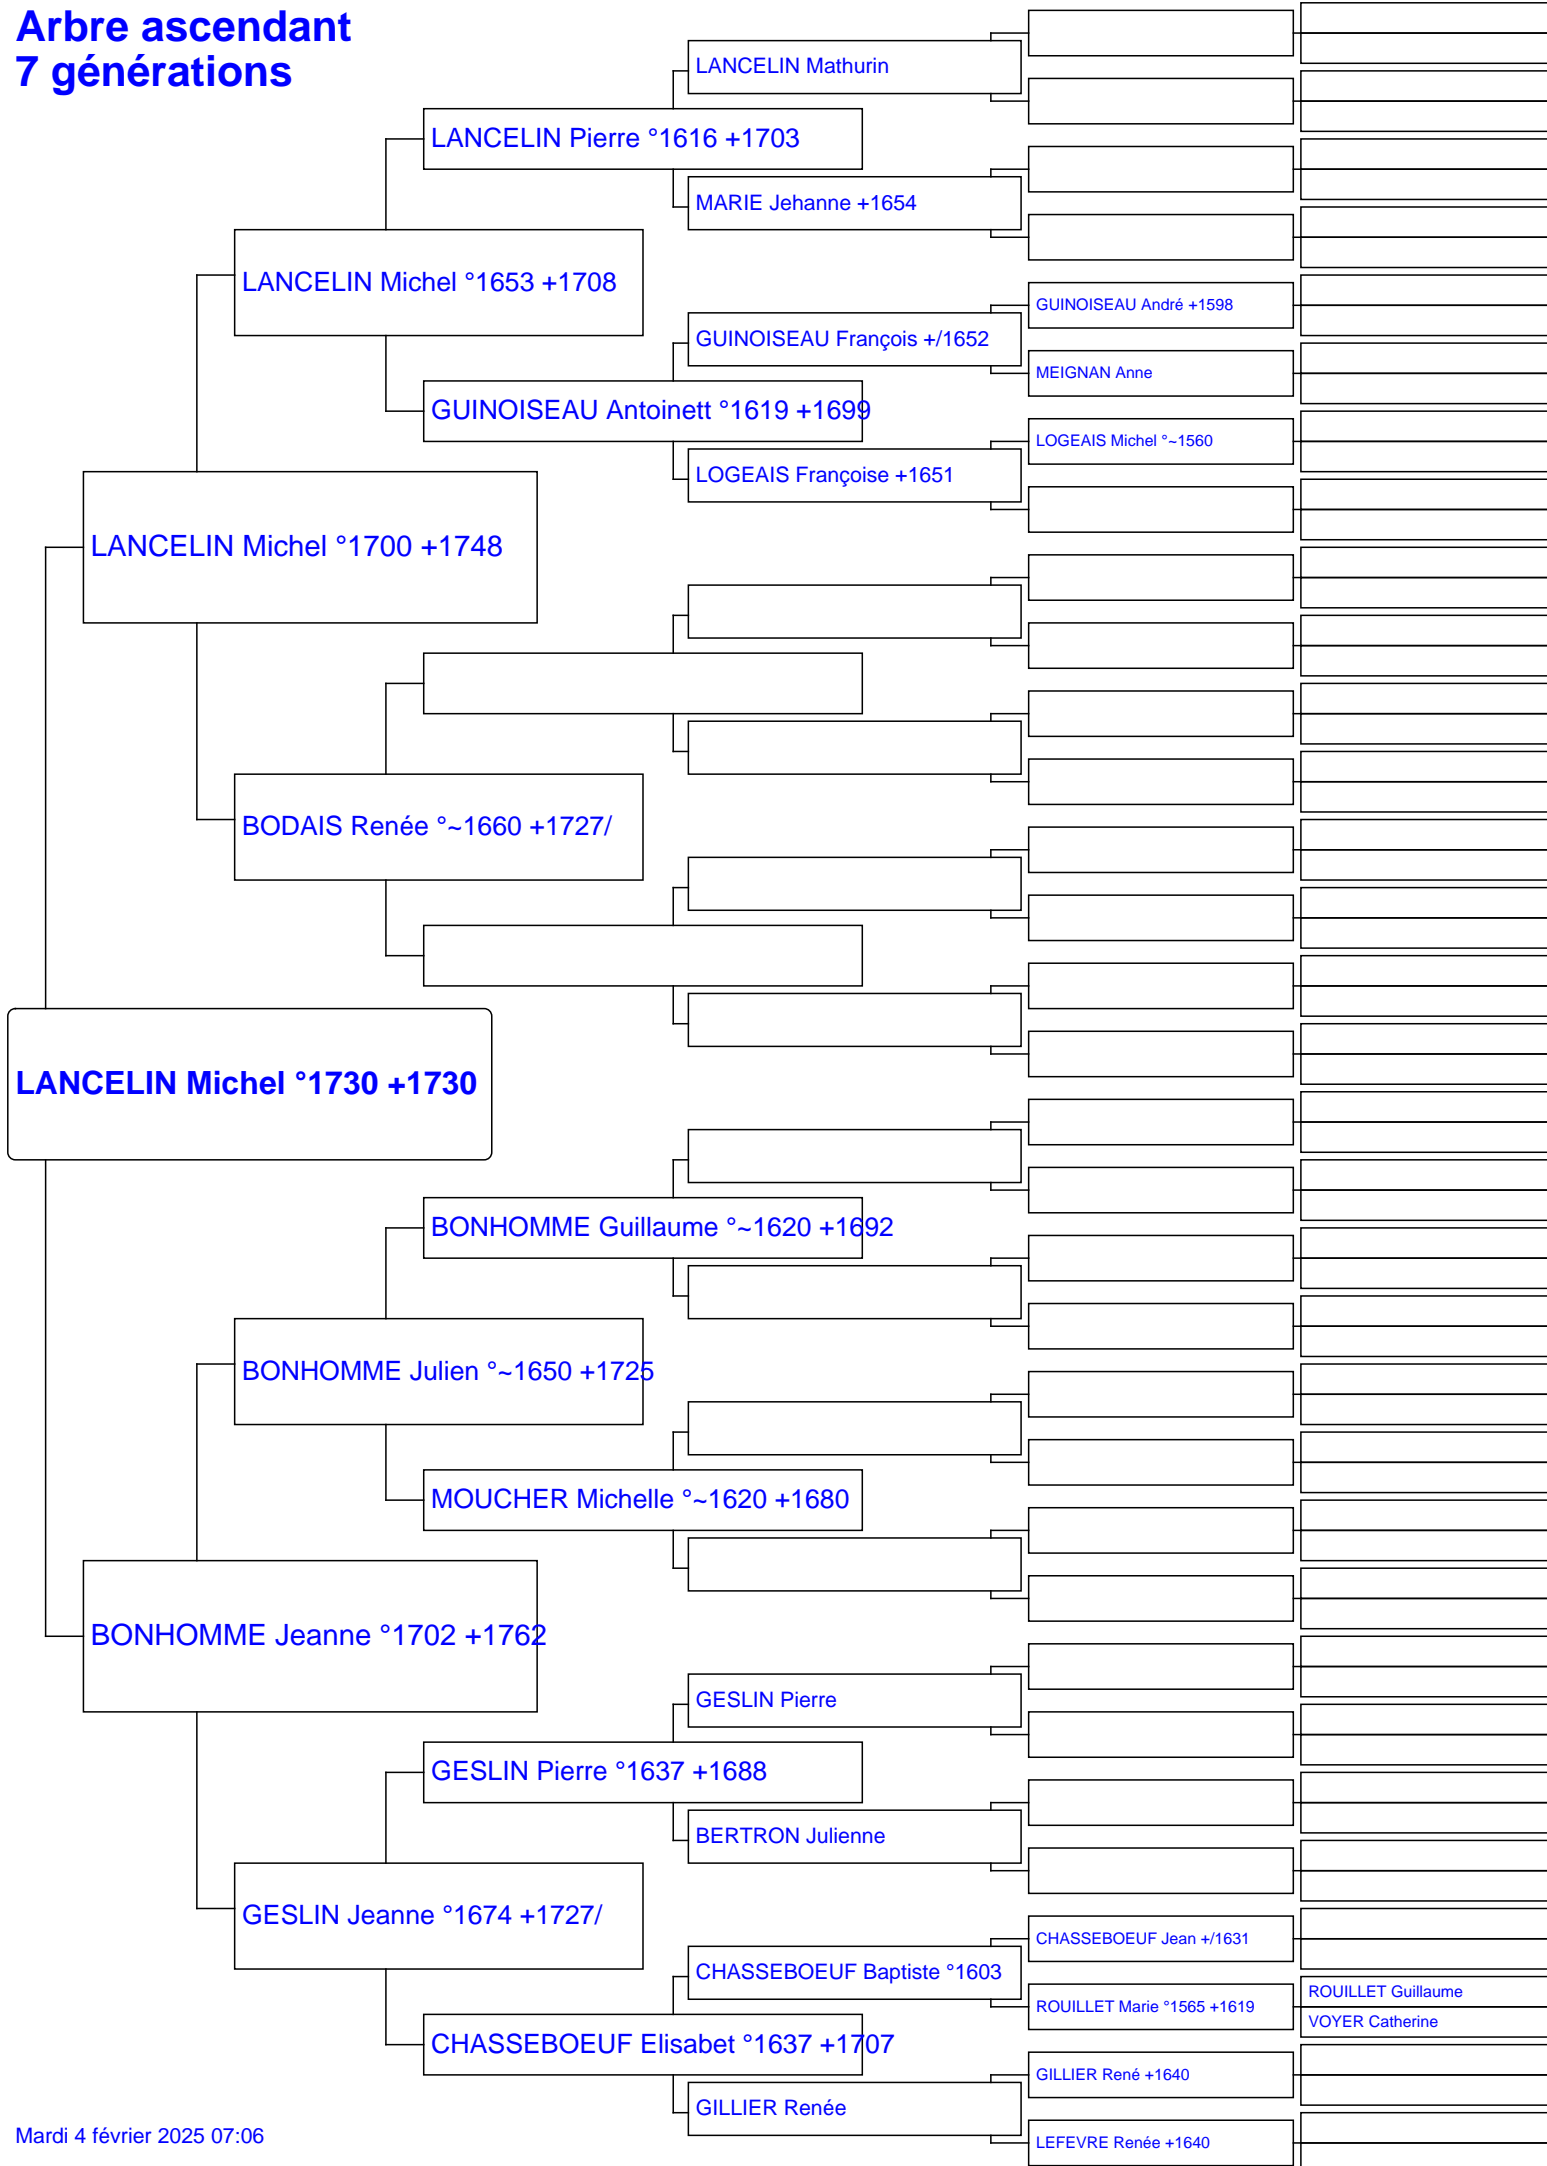 Arbre ascendant
7 générations
LANCELIN Mathurin
LANCELIN Pierre °1616 +1703
MARIE Jehanne +1654
LANCELIN Michel °1653 +1708
GUINOISEAU André +1598
GUINOISEAU François +/1652
MEIGNAN Anne
GUINOISEAU Antoinett °1619 +1699
LOGEAIS Michel °~1560
LOGEAIS Françoise +1651
LANCELIN Michel °1700 +1748
BODAIS Renée °~1660 +1727/
LANCELIN Michel °1730 +1730
BONHOMME Guillaume °~1620 +1692
BONHOMME Julien °~1650 +1725
MOUCHER Michelle °~1620 +1680
BONHOMME Jeanne °1702 +1762
GESLIN Pierre
GESLIN Pierre °1637 +1688
BERTRON Julienne
GESLIN Jeanne °1674 +1727/
CHASSEBOEUF Jean +/1631
CHASSEBOEUF Baptiste °1603
ROUILLET Guillaume
ROUILLET Marie °1565 +1619
VOYER Catherine
CHASSEBOEUF Elisabet °1637 +1707
GILLIER René +1640
GILLIER Renée
LEFEVRE Renée +1640
Mardi 4 février 2025 07:06